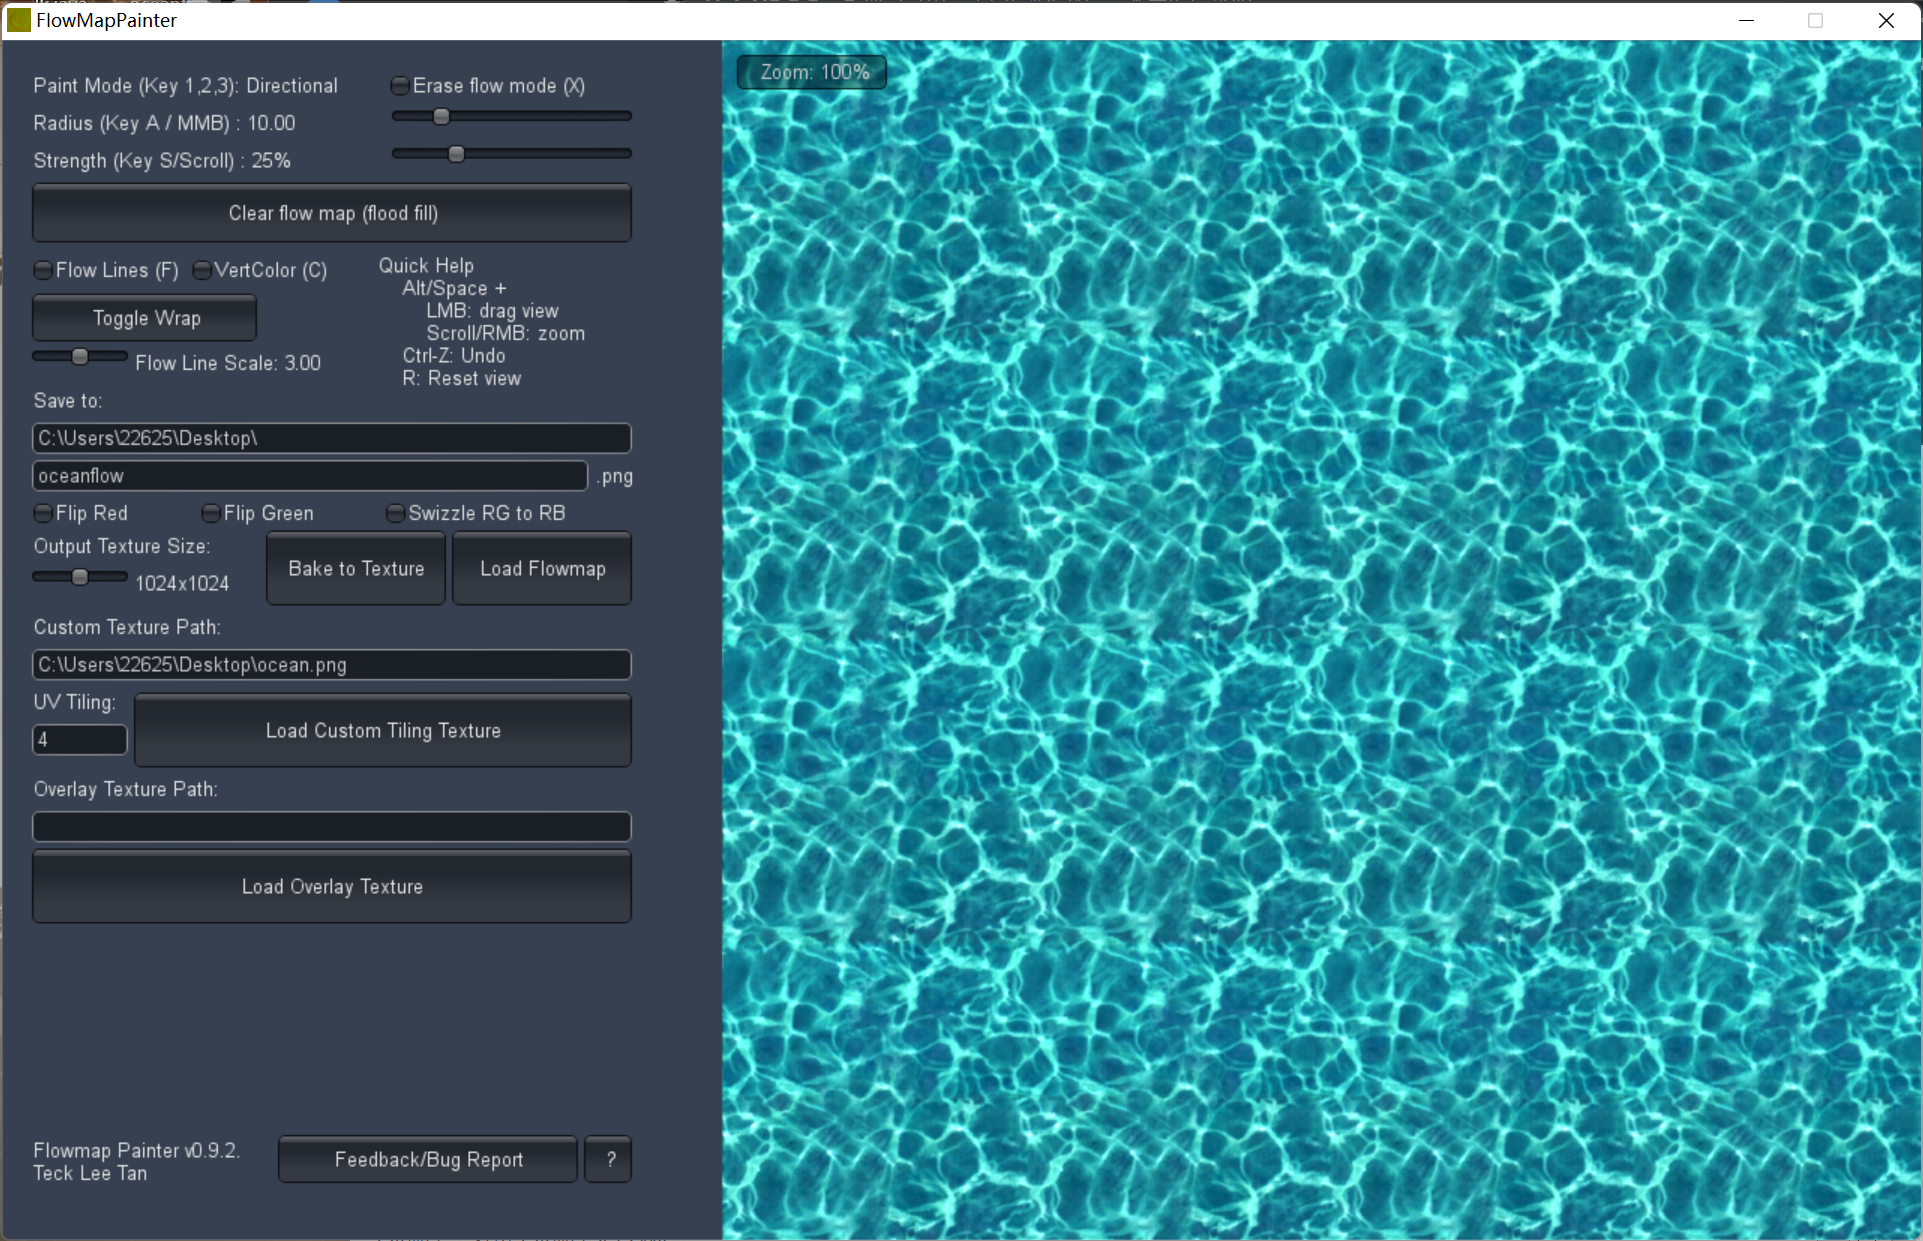 FlowMapPainter
Paint Mode (Key 1,2,3): Directional
Erase flow mode (X)
Radius (Key A / MMB) : 10.00
Strength (Key S/Scroll) : 25%
Clear flow map (flood fill)
Flow Lines (F)
VertColor (C)
Toggle Wrap
Flow Line Scale: 3.00
Quick Help
Alt/Space +
LMB: drag view
Scroll/RMB: zoom
Ctrl-Z: Undo
R: Reset view
Save to:
C:\Users\22625\Desktop\
oceanflow
.png
Flip Red
Flip Green
Swizzle RG to RB
Output Texture Size:
1024x1024
Bake to Texture
Load Flowmap
Custom Texture Path:
C:\Users\22625\Desktop\ocean.png
UV Tiling:
4
Load Custom Tiling Texture
Overlay Texture Path:
Load Overlay Texture
Flowmap Painter v0.9.2.
Teck Lee Tan
Feedback/Bug Report
?
Zoom: 100%